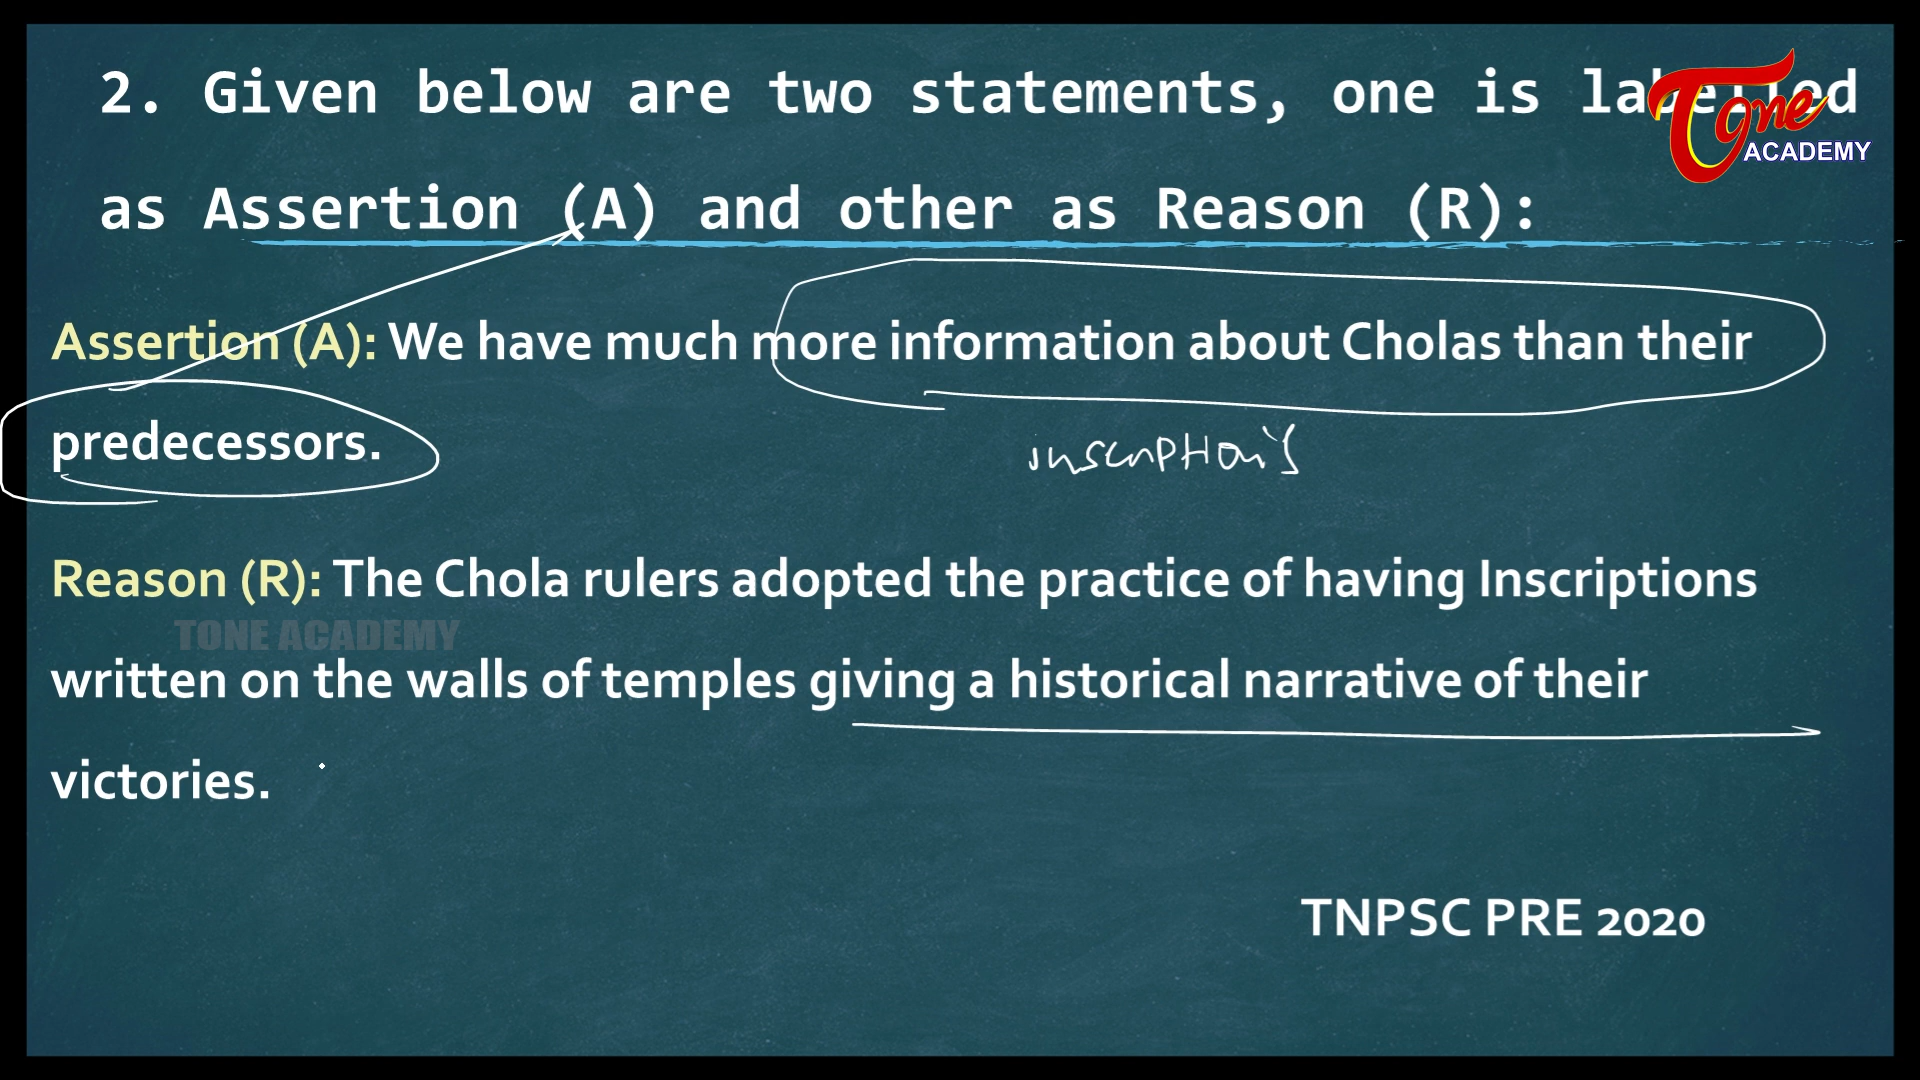 2. Given below are two statements, one is labelled
Tone
ACADEMY
as Assertion (A) and other as Reason (R):
Assertion (A): We have much more information about Cholas than their
predecessors.
inscription's
Reason (R): The Chola rulers adopted the practice of having Inscriptions
TONE ACADEMY
written on the walls of temples giving a historical narrative of their
victories.
TNPSC PRE 2020